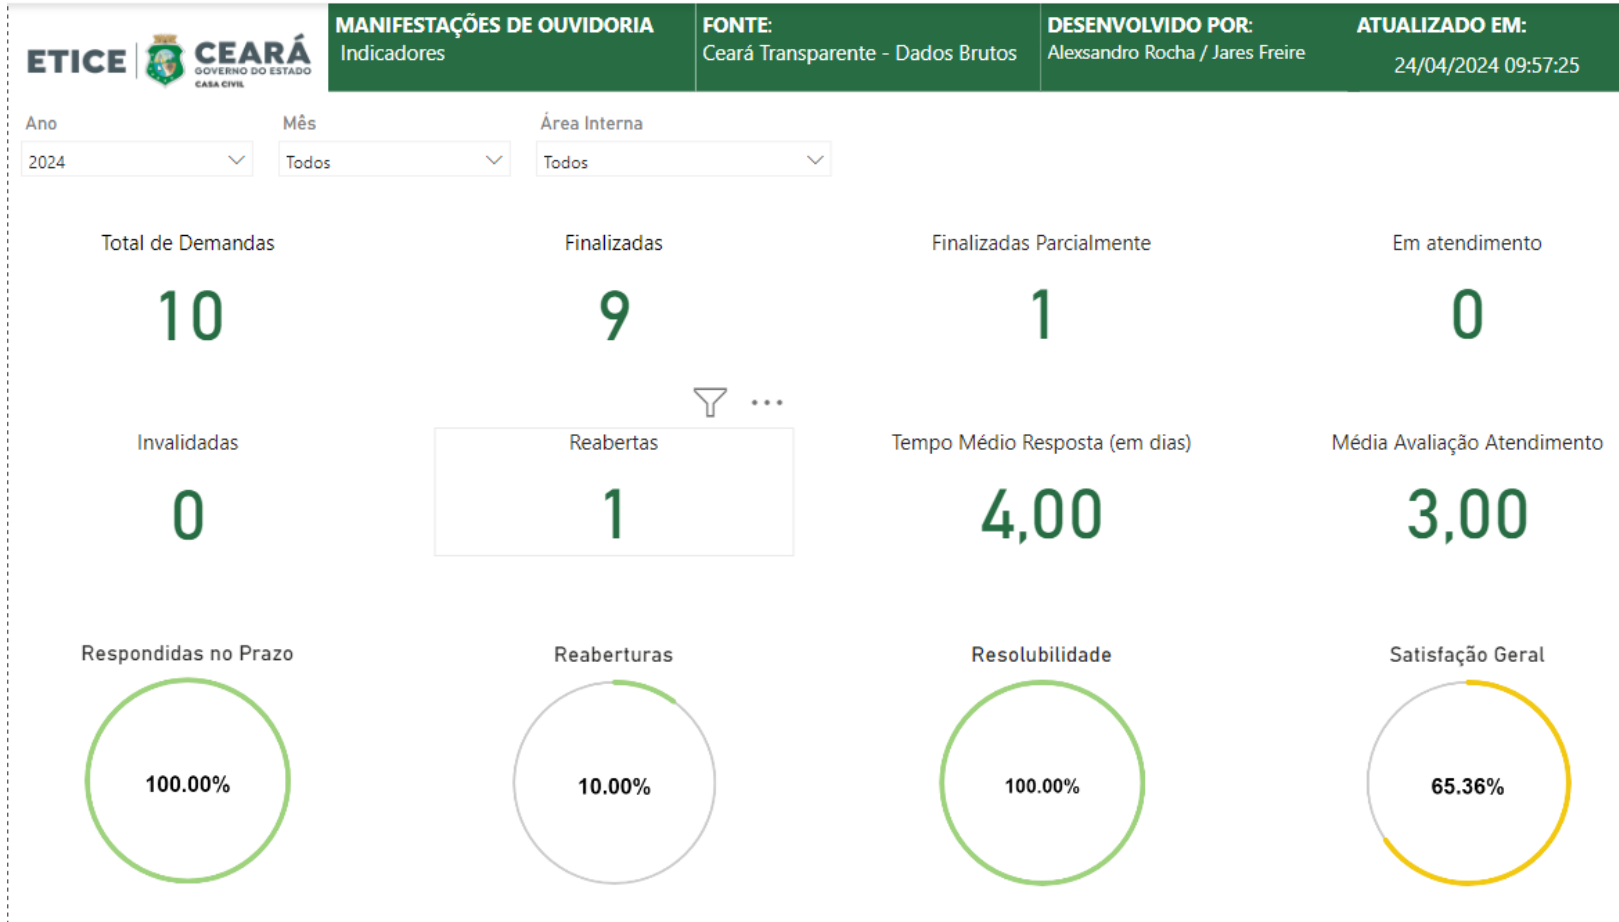 ETICE
CEARÁ
GOVERNO DO ESTADO
CASA CIVIL
MANIFESTAÇÕES DE OUVIDORIA
Indicadores
FONTE:
Ceará Transparente - Dados Brutos
DESENVOLVIDO POR:
Alexsandro Rocha / Jares Freire
ATUALIZADO EM:
24/04/2024 09:57:25
Ano
2024
Mês
Todos
Área Interna
Todos
Total de Demandas
10
Finalizadas
9
Finalizadas Parcialmente
1
Em atendimento
0
Invalidadas
0
Reabertas
1
Tempo Médio Resposta (em dias)
4,00
Média Avaliação Atendimento
3,00
Respondidas no Prazo
100.00%
Reaberturas
10.00%
Resolubilidade
100.00%
Satisfação Geral
65.36%